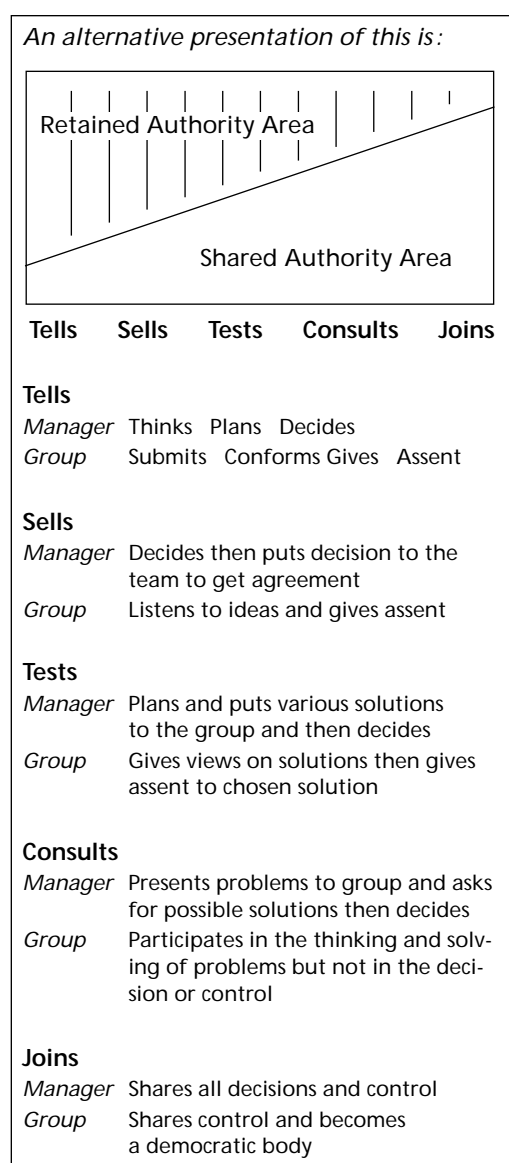 An alternative presentation of this is:
Retained Authority Area
Shared Authority Area
Tells Sells Tests Consults Joins
Tells
Manager Thinks Plans Decides
Group Submits Conforms Gives Assent
Sells
Manager Decides then puts decision to the
team to get agreement
Group Listens to ideas and gives assent
Tests
Manager Plans and puts various solutions
to the group and then decides
Group Gives views on solutions then gives
assent to chosen solution
Consults
Manager Presents problems to group and asks
for possible solutions then decides
Group Participates in the thinking and solv-
ing of problems but not in the deci-
sion or control
Joins
Manager Shares all decisions and control
Group Shares control and becomes
a democratic body